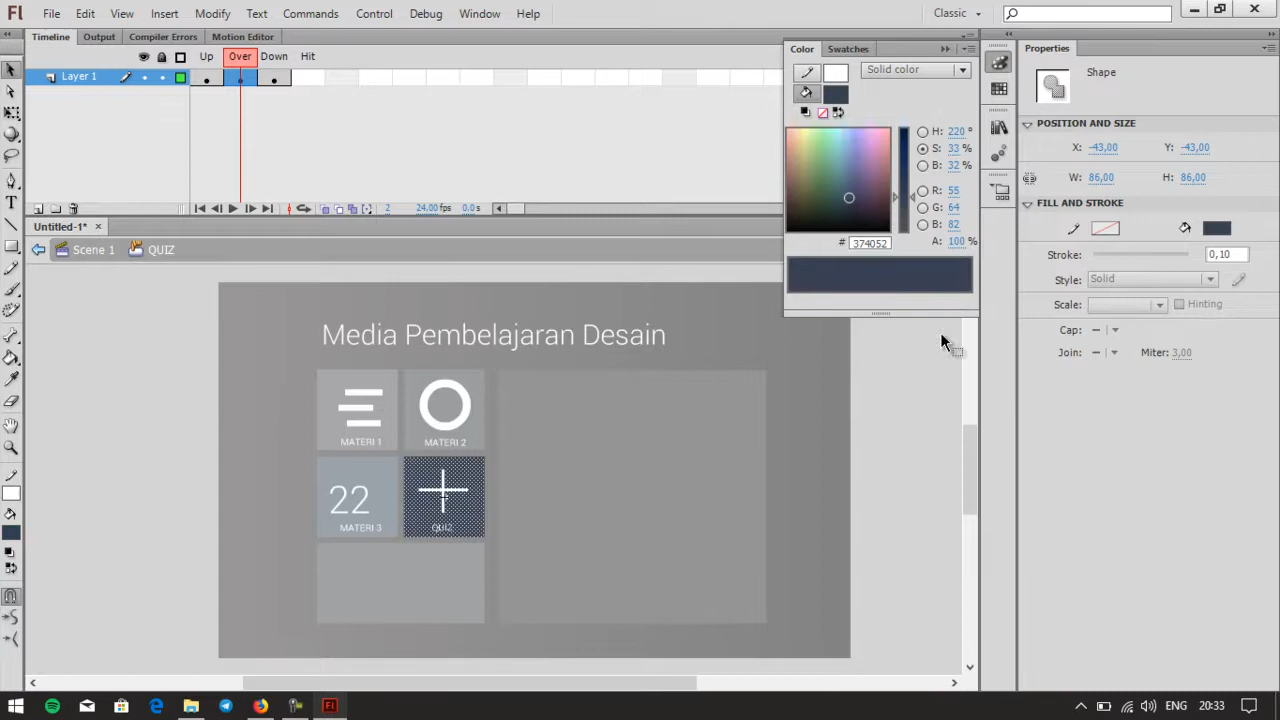 Fl File Edit View Insert Modify Text Commands Control Debug Window Help Classic
Timeline Output Compiler Errors Motion Editor
Up Over Down Hit
Layer 1
2 24.00 fps 0.0 s
Untitled-1* ×
Scene 1 QUIZ
Color Swatches
Solid color
H: 220 °
S: 33 %
B: 32 %
R: 55
G: 64
B: 82
# 374052 A: 100 %
Properties
Shape
POSITION AND SIZE
X: -43,00 Y: -43,00
W: 86,00 H: 86,00
FILL AND STROKE
Stroke: 0,10
Style: Solid
Scale: Hinting
Cap:
Join: Miter: 3,00
Media Pembelajaran Desain
MATERI 1 MATERI 2
22
MATERI 3 QUIZ
Fl ENG 20:33